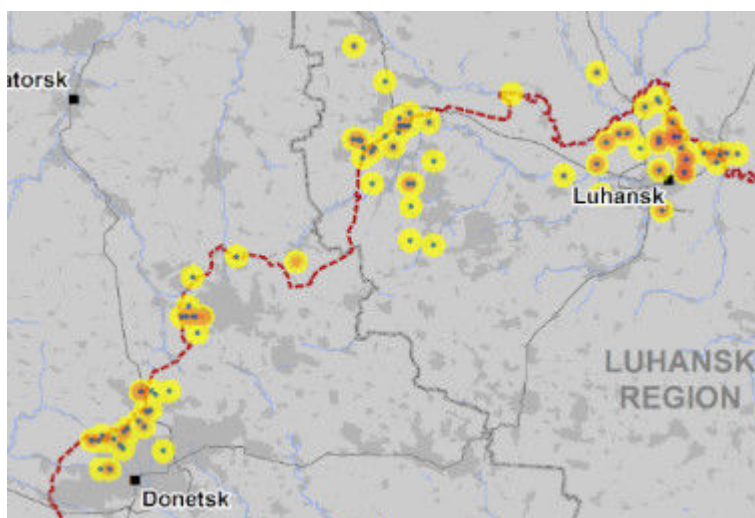 atorsk
Luhansk
LUHANSK
REGION
Donetsk